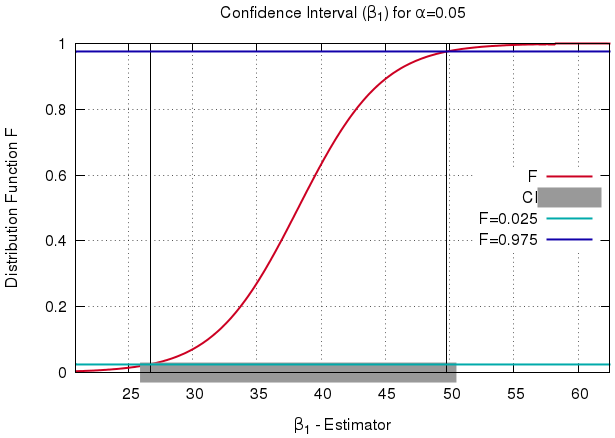 Confidence Interval (β₁) for α=0.05
Distribution Function F
1
0.8
0.6
0.4
0.2
0
F
CI
F=0.025
F=0.975
25 30 35 40 45 50 55 60
β₁ - Estimator